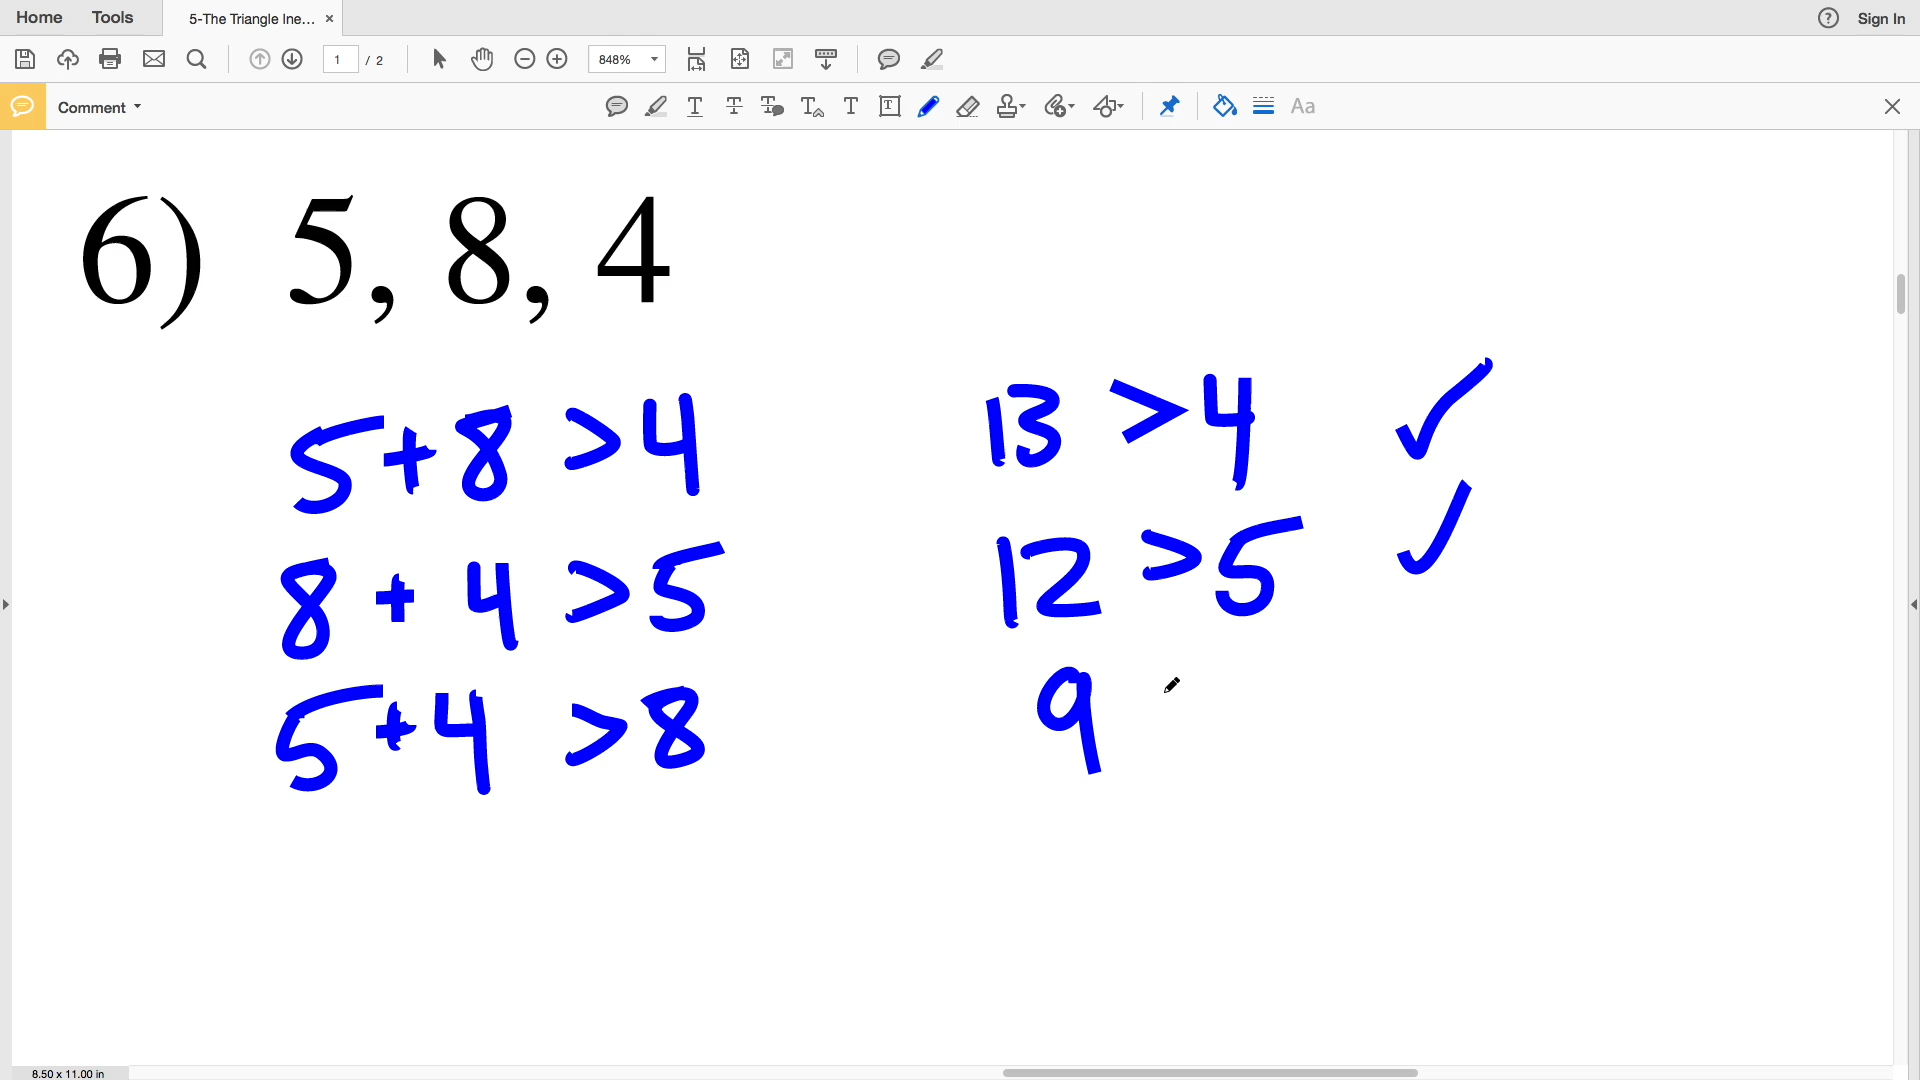 Home Tools 5-The Triangle Ine... × ? Sign In
1 / 2 848%
Comment Aa
6) 5, 8, 4
5+8 >4 13 >4 ✓
8 + 4 >5 12 >5 ✓
5+4 >8 9
8.50 x 11.00 in